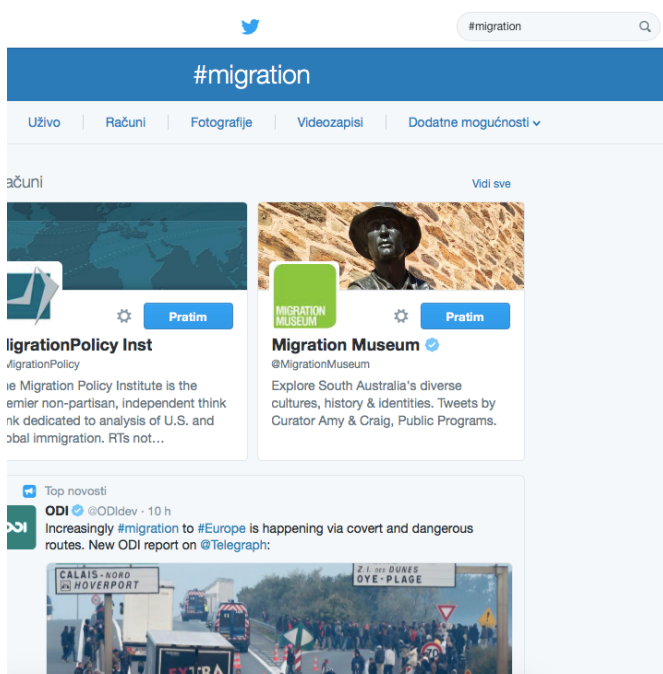 #migration
#migration
Uživo
Računi
Fotografije
Videozapisi
Dodatne mogućnosti
ačuni
Vidi sve
Pratim
igrationPolicy Inst
MigrationPolicy
e Migration Policy Institute is the
emier non-partisan, independent think
nk dedicated to analysis of U.S. and
obal immigration. RTs not...
MIGRATION
MUSEUM
Pratim
Migration Museum
@MigrationMuseum
Explore South Australia's diverse
cultures, history & identities. Tweets by
Curator Amy & Craig, Public Programs.
Top novosti
ODI @ODIdev · 10 h
Increasingly #migration to #Europe is happening via covert and dangerous
routes. New ODI report on @Telegraph:
CALAIS-NORD
HOVERPORT
Z.I. DES DUNES
OYE-PLAGE
70
EXTRA